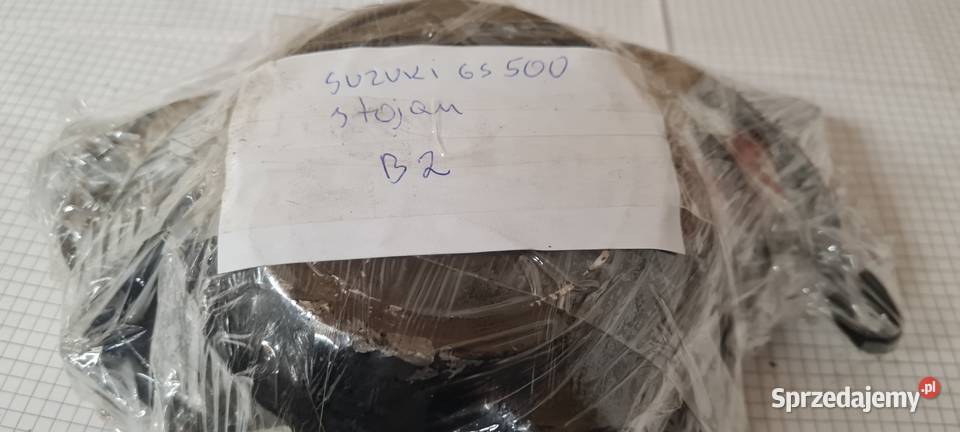 SUZUKI GS 500
stojan
B2
Sprzedajemy.pl